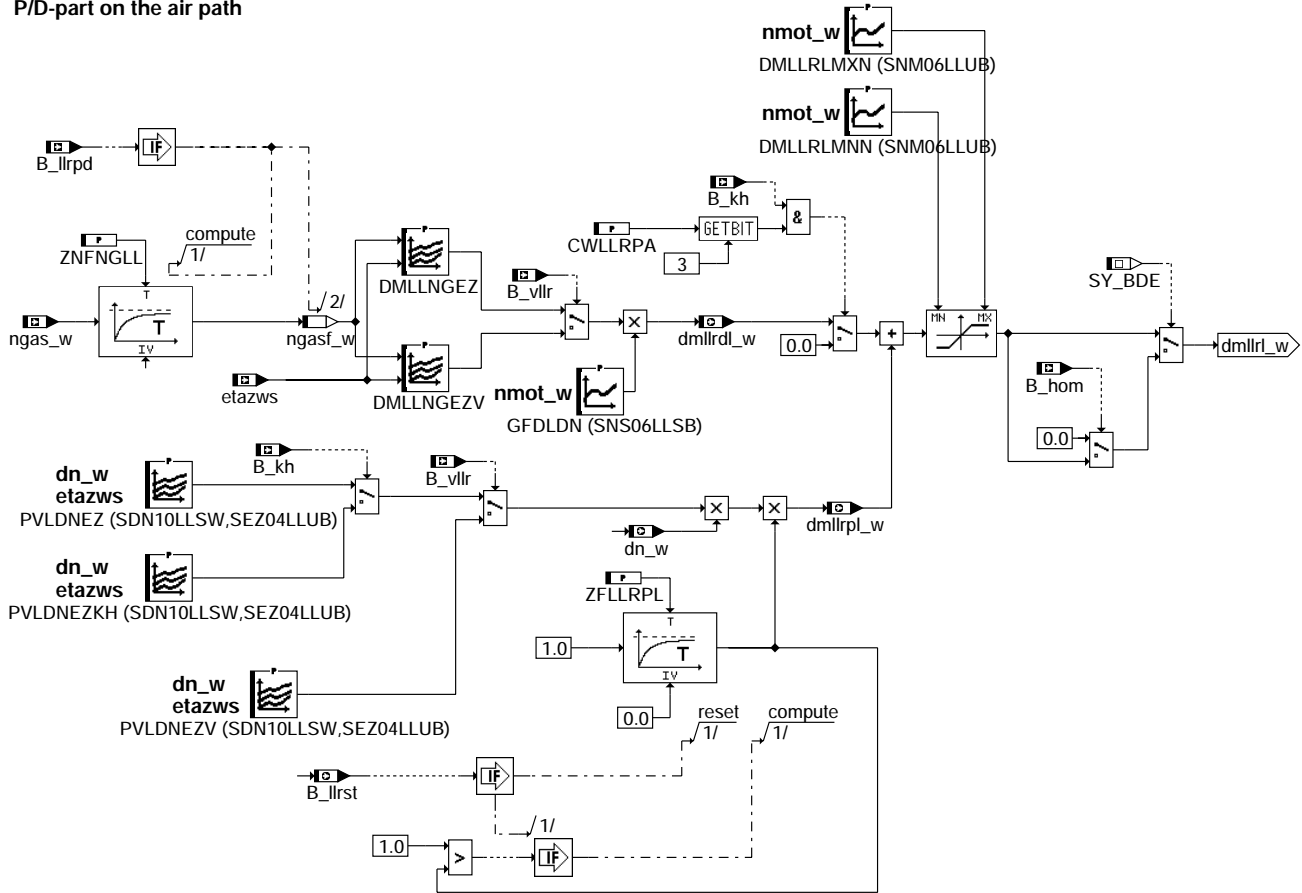 P/D-part on the air path
nmot_w
P
DMLLRLMXN (SNM06LLUB)
nmot_w
P
DMLLRLMNN (SNM06LLUB)
B_llrpd
IF
B_kh
&
CWLLRPA
P
GETBIT
3
ZNFNGLL
P
compute
1/
T
T
IV
ngas_w
2/
ngasf_w
P
DMLLNGEZ
P
DMLLNGEZV
etazws
B_vllr
×
dmllrdl_w
nmot_w
P
GFDLDN (SNS06LLSB)
0.0
+
MN
MX
SY_BDE
dmllrl_w
B_hom
0.0
dn_w
etazws
P
PVLDNEZ (SDN10LLSW,SEZ04LLUB)
B_kh
B_vllr
dn_w
etazws
P
PVLDNEZKH (SDN10LLSW,SEZ04LLUB)
dn_w
×
×
dmllrpl_w
ZFLLRPL
P
1.0
T
T
IV
0.0
dn_w
etazws
P
PVLDNEZV (SDN10LLSW,SEZ04LLUB)
reset
1/
compute
1/
B_llrst
IF
1/
1.0
>
IF